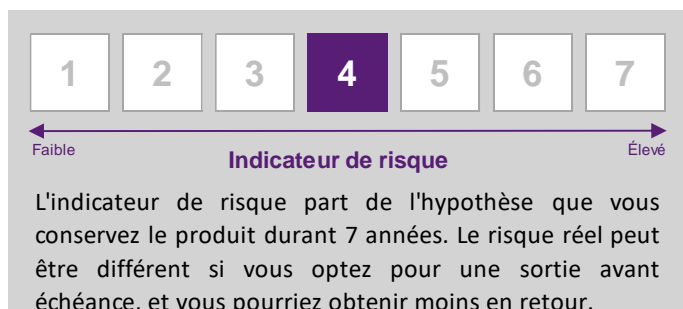 1 2 3 4 5 6 7
Faible Élevé
Indicateur de risque
L'indicateur de risque part de l'hypothèse que vous
conservez le produit durant 7 années. Le risque réel peut
être différent si vous optez pour une sortie avant
échéance, et vous pourriez obtenir moins en retour.